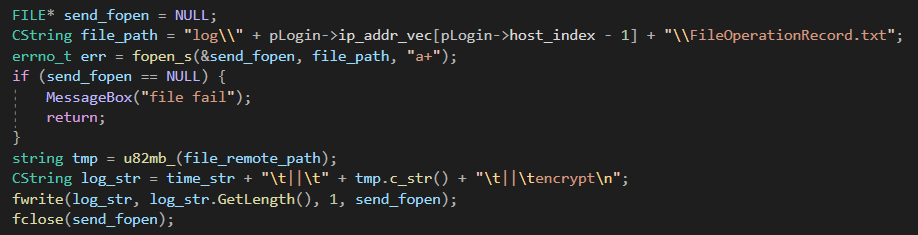 FILE* send_fopen = NULL;
CString file_path = "log\\" + pLogin->ip_addr_vec[pLogin->host_index - 1] + "\\FileOperationRecord.txt";
errno_t err = fopen_s(&send_fopen, file_path, "a+");
if (send_fopen == NULL) {
    MessageBox("file fail");
    return;
}
string tmp = u82mb_(file_remote_path);
CString log_str = time_str + "\t||\t" + tmp.c_str() + "\t||\tencrypt\n";
fwrite(log_str, log_str.GetLength(), 1, send_fopen);
fclose(send_fopen);